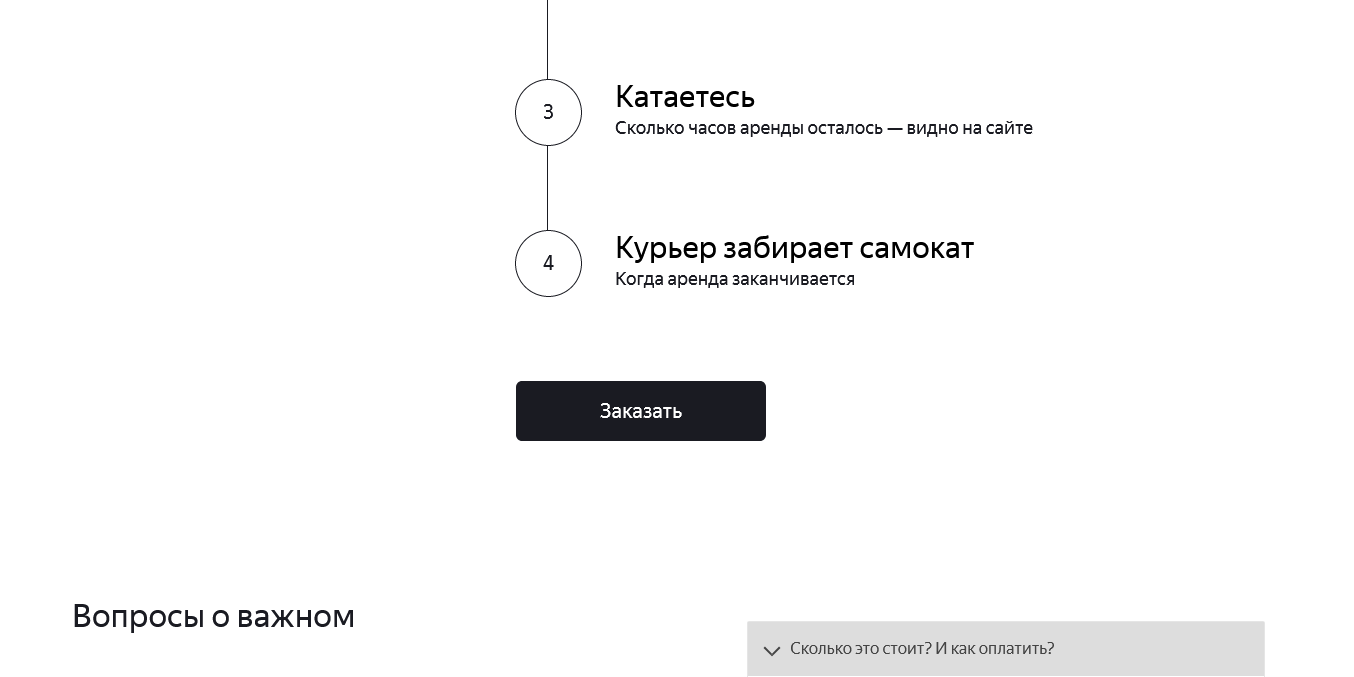 3
Катаетесь
Сколько часов аренды осталось — видно на сайте
4
Курьер забирает самокат
Когда аренда заканчивается
Заказать
Вопросы о важном
Сколько это стоит? И как оплатить?